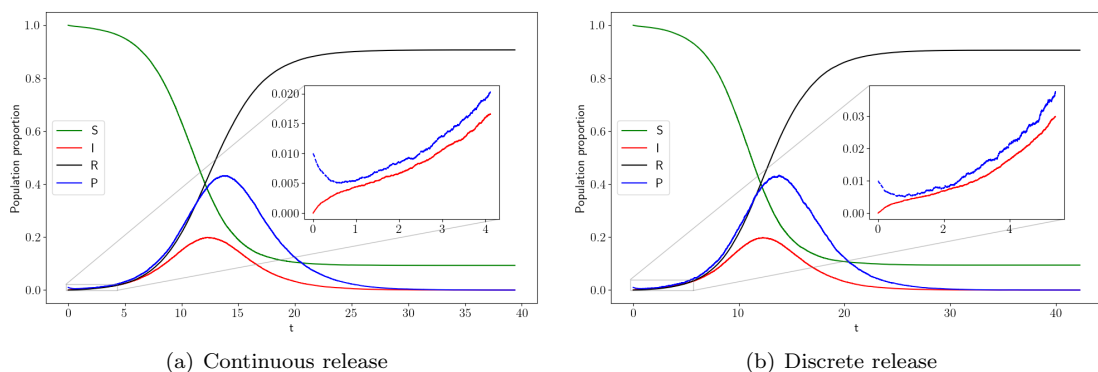 1.0
0.8
0.6
0.4
0.2
0.0
Population proportion
S
I
R
P
0.020
0.015
0.010
0.005
0.000
0 1 2 3 4
0 5 10 15 20 25 30 35 40
t
(a) Continuous release
1.0
0.8
0.6
0.4
0.2
0.0
Population proportion
S
I
R
P
0.03
0.02
0.01
0.00
0 2 4
0 10 20 30 40
t
(b) Discrete release